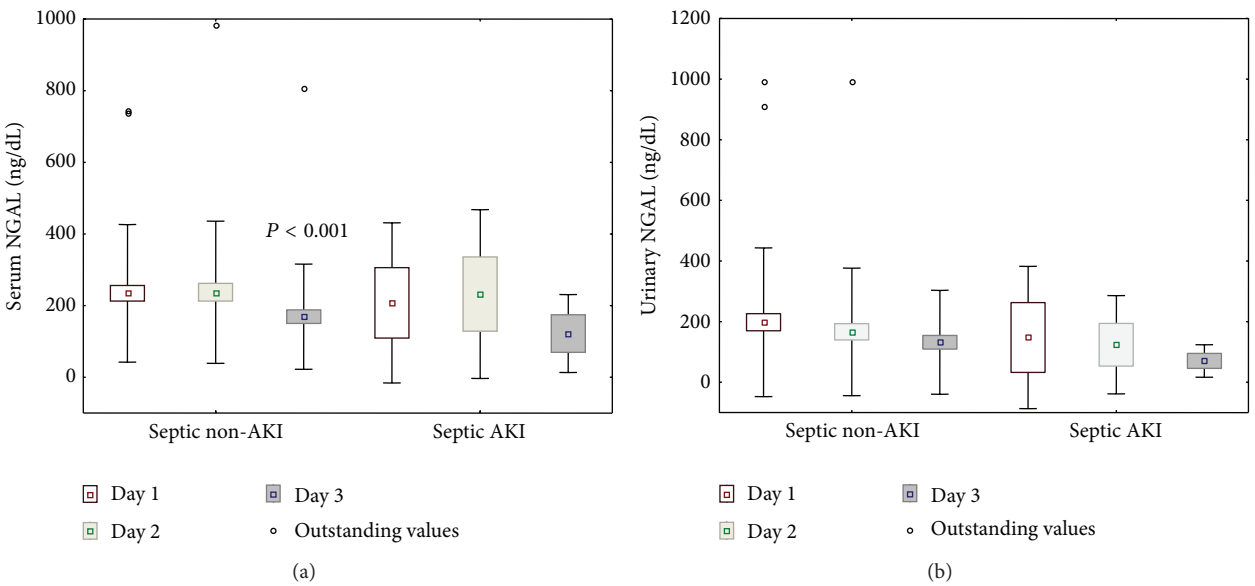 1000
800
600
400
200
0
Serum NGAL (ng/dL)
P < 0.001
Septic non-AKI
Septic AKI
Day 1
Day 2
Day 3
Outstanding values
(a)
1200
1000
800
600
400
200
0
Urinary NGAL (ng/dL)
Septic non-AKI
Septic AKI
Day 1
Day 2
Day 3
Outstanding values
(b)